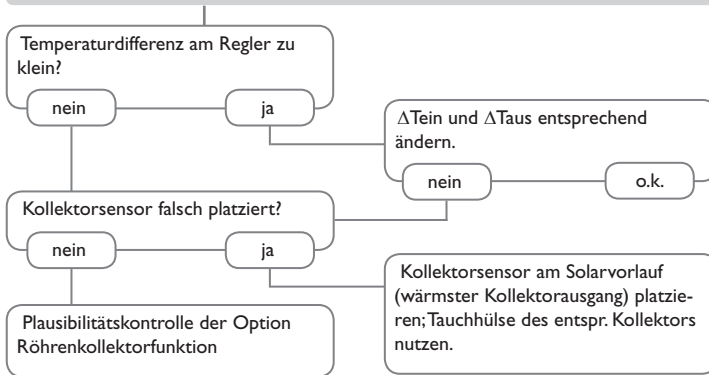 Temperaturdifferenz am Regler zu
klein?
nein
ja
ΔTein und ΔTaus entsprechend
ändern.
nein
o.k.
Kollektorsensor falsch platziert?
nein
ja
Kollektorsensor am Solarvorlauf
(wärmster Kollektorausgang) platzie-
ren; Tauchhülse des entspr. Kollektors
nutzen.
Plausibilitätskontrolle der Option
Röhrenkollektorfunktion